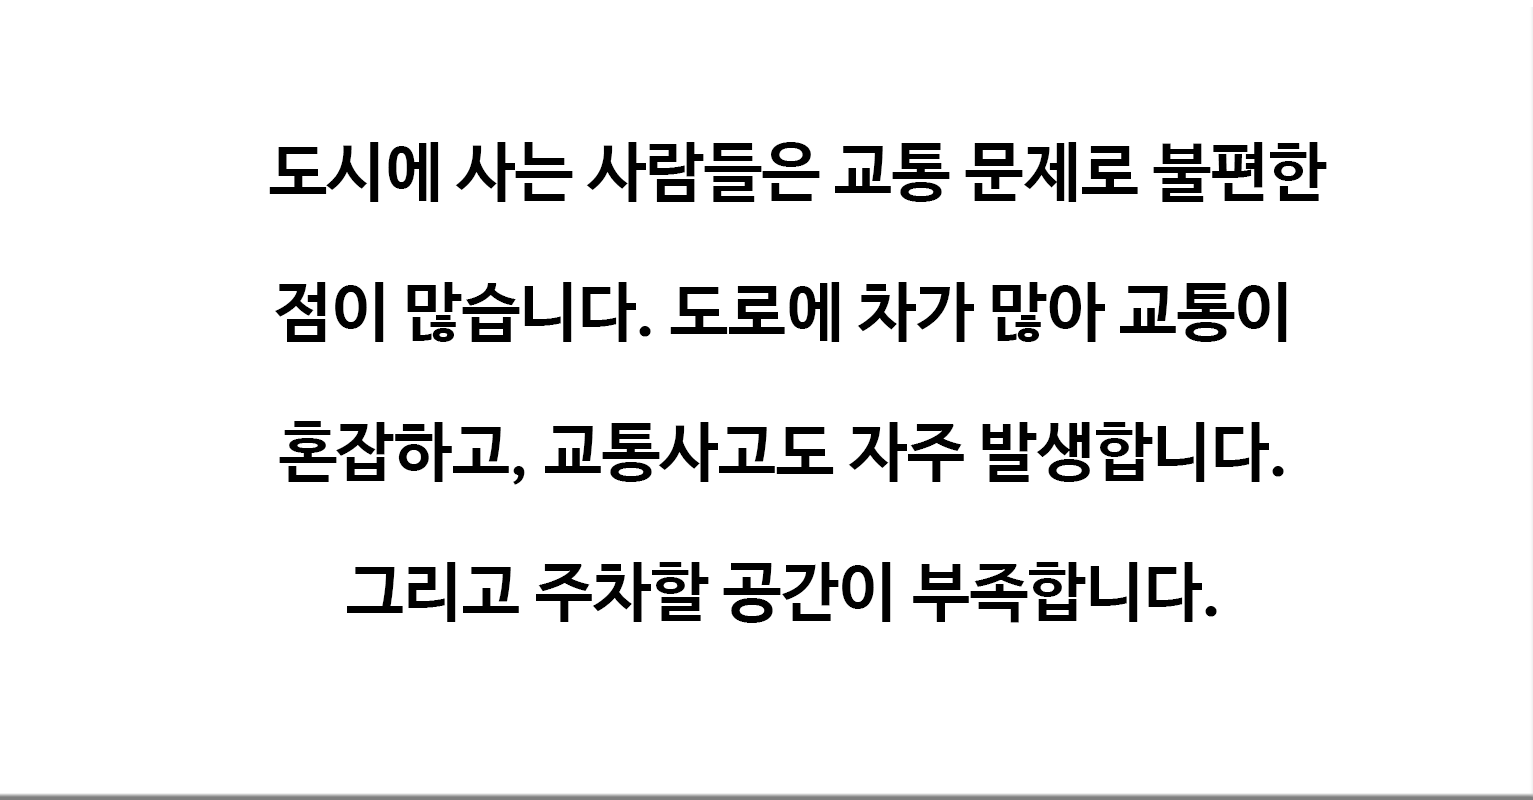 도시에 사는 사람들은 교통 문제로 불편한
점이 많습니다. 도로에 차가 많아 교통이
혼잡하고, 교통사고도 자주 발생합니다.
그리고 주차할 공간이 부족합니다.